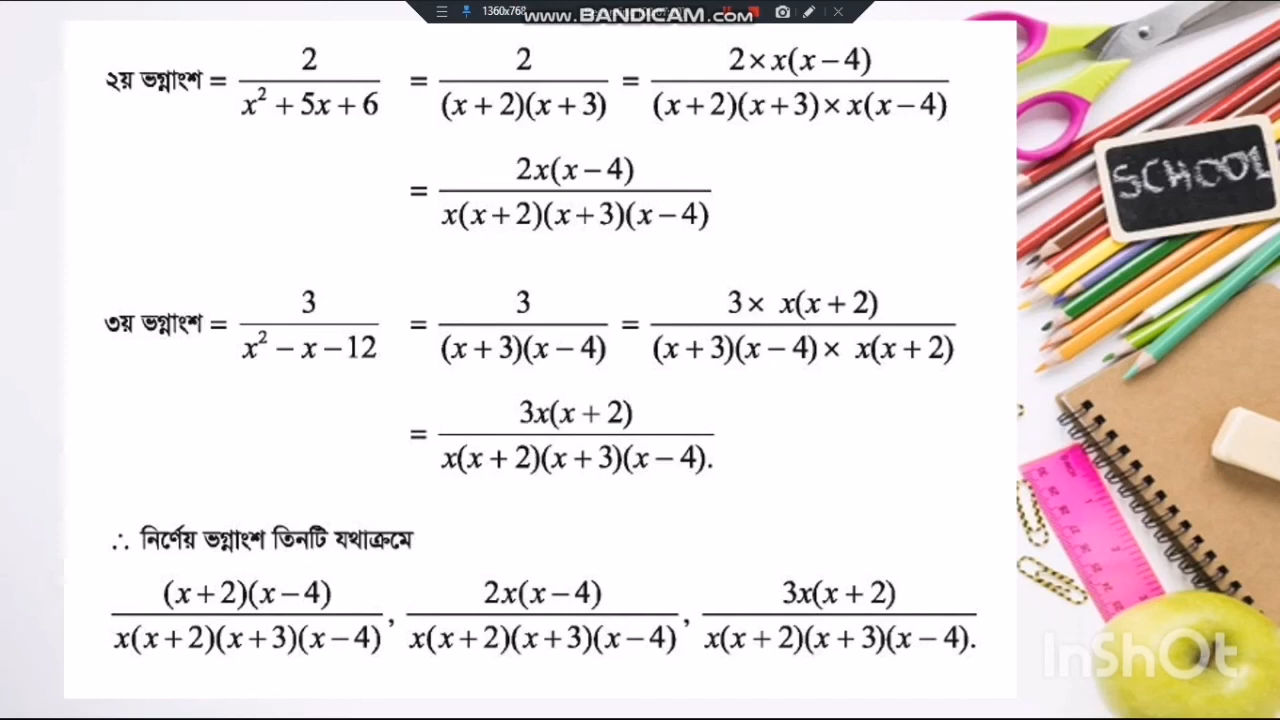 1360x768
www.BANDICAM.com
২য় ভগ্নাংশ = 2/(x² + 5x + 6) = 2/((x + 2)(x + 3)) = (2 × x(x − 4))/((x + 2)(x + 3) × x(x − 4))
= 2x(x − 4)/(x(x + 2)(x + 3)(x − 4))
৩য় ভগ্নাংশ = 3/(x² − x − 12) = 3/((x + 3)(x − 4)) = (3 × x(x + 2))/((x + 3)(x − 4) × x(x + 2))
= 3x(x + 2)/(x(x + 2)(x + 3)(x − 4)).
∴ নির্ণেয় ভগ্নাংশ তিনটি যথাক্রমে
(x + 2)(x − 4)/(x(x + 2)(x + 3)(x − 4)), 2x(x − 4)/(x(x + 2)(x + 3)(x − 4)), 3x(x + 2)/(x(x + 2)(x + 3)(x − 4)).
SCHOOL
InShOt